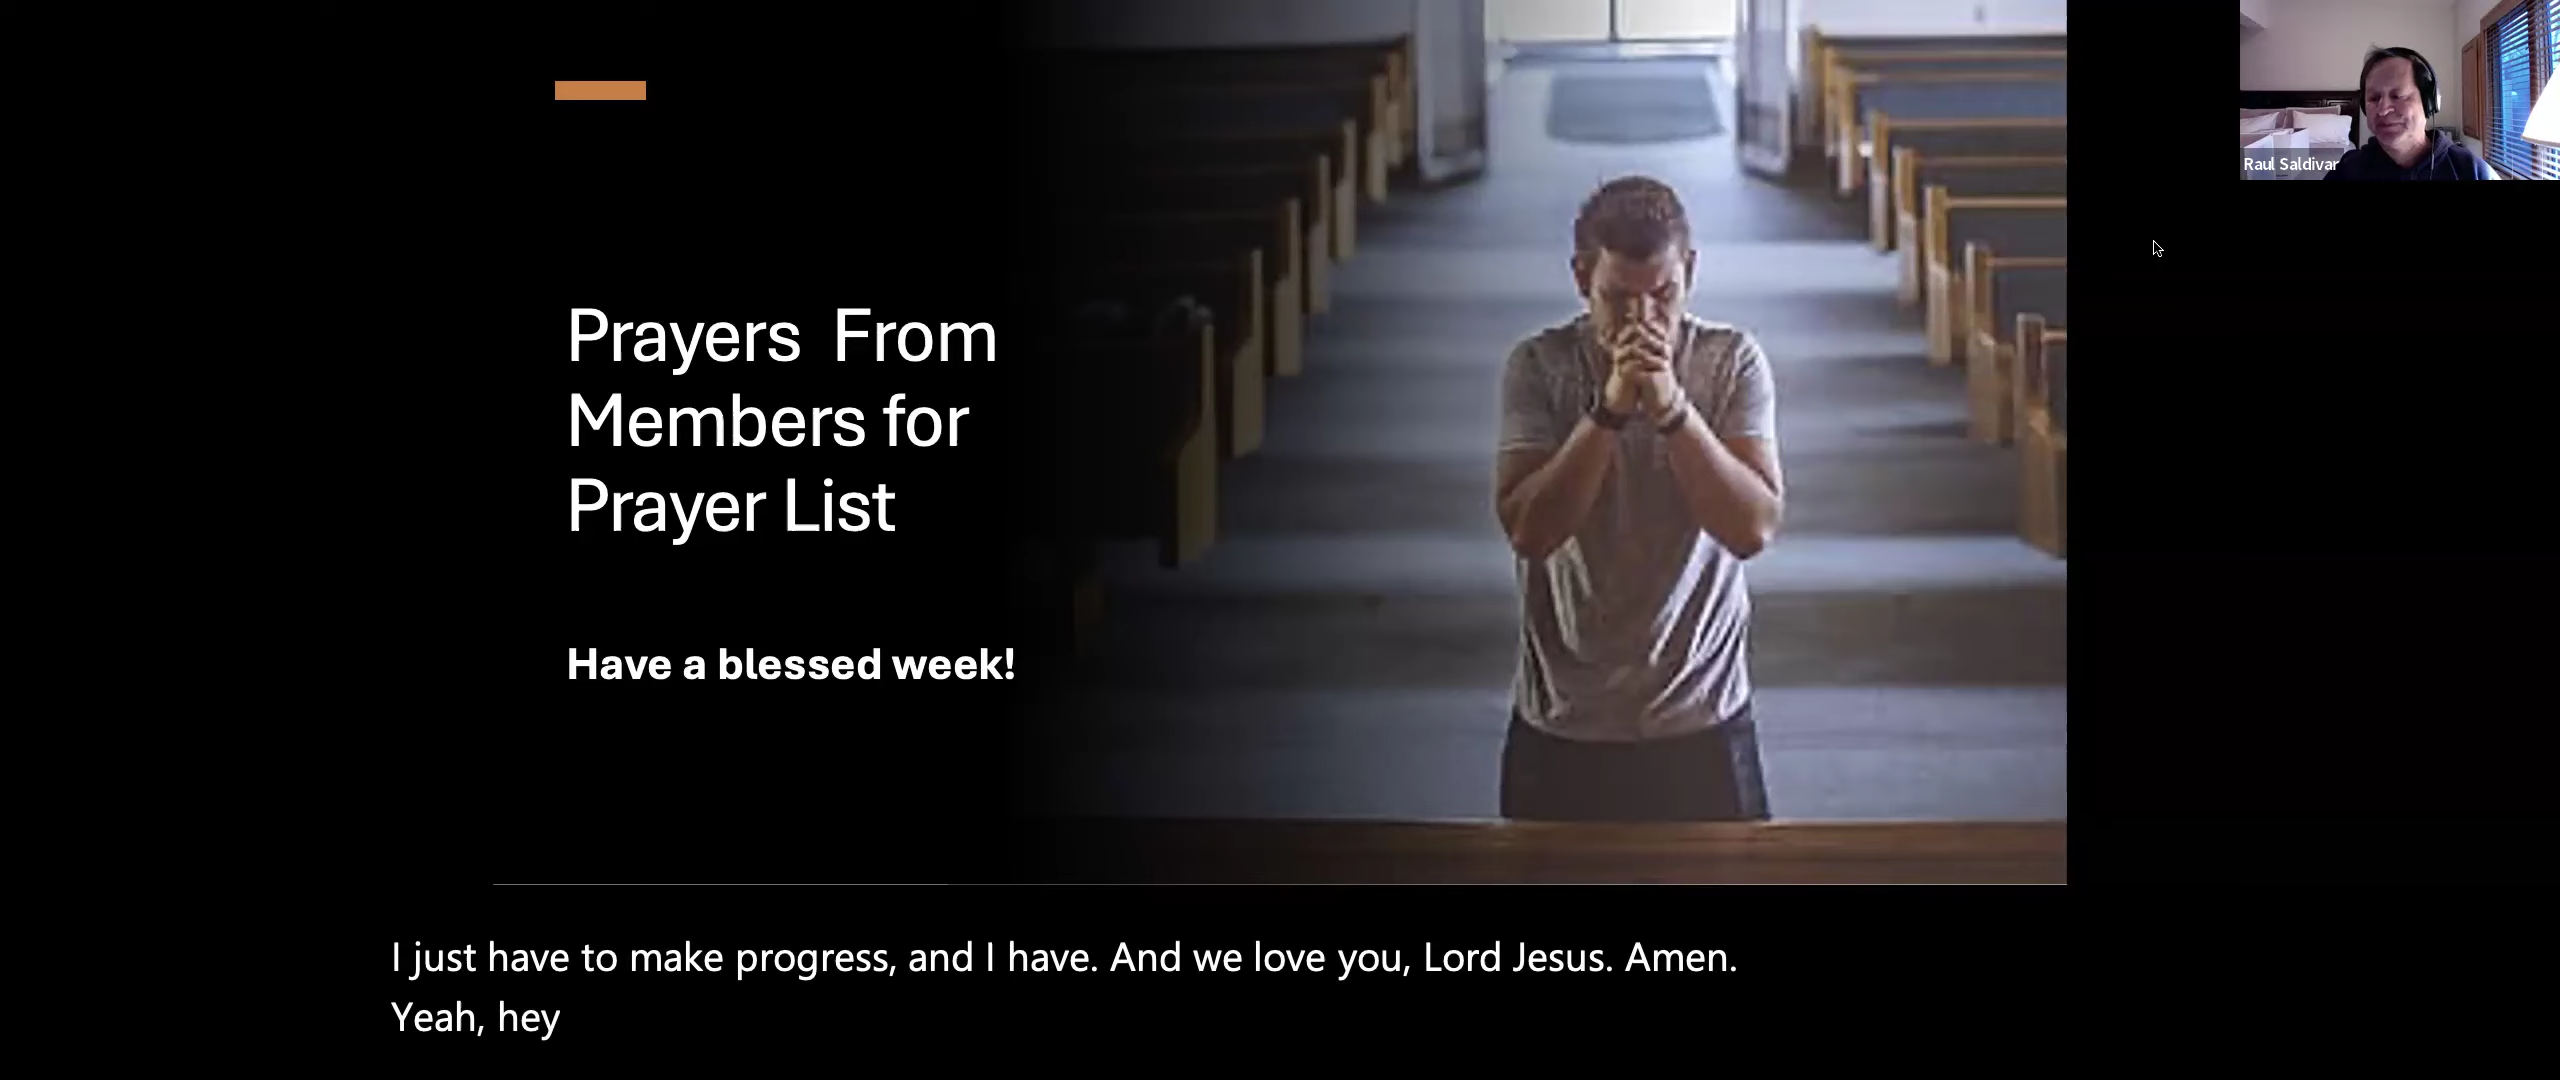 Prayers  From
Members for
Prayer List
Have a blessed week!
Raul Saldivar
I just have to make progress, and I have. And we love you, Lord Jesus. Amen.
Yeah, hey